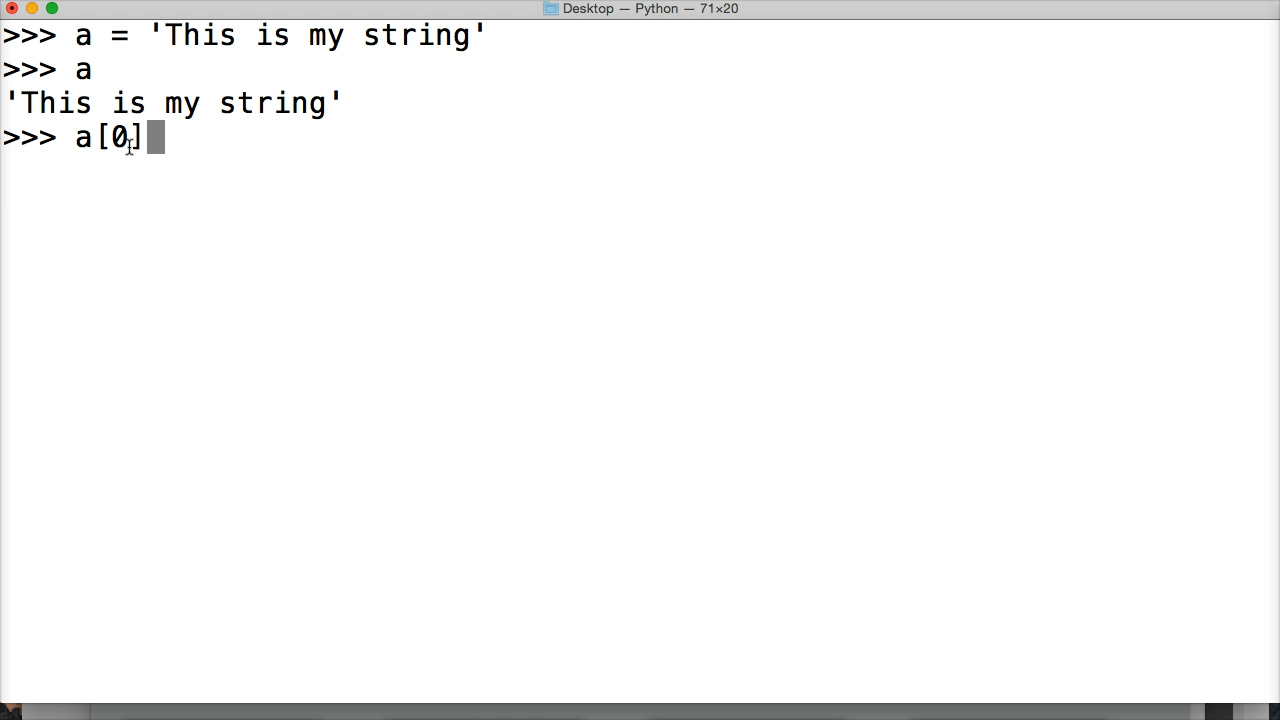 Desktop — Python — 71×20
>>> a = 'This is my string'
>>> a
'This is my string'
>>> a[0]